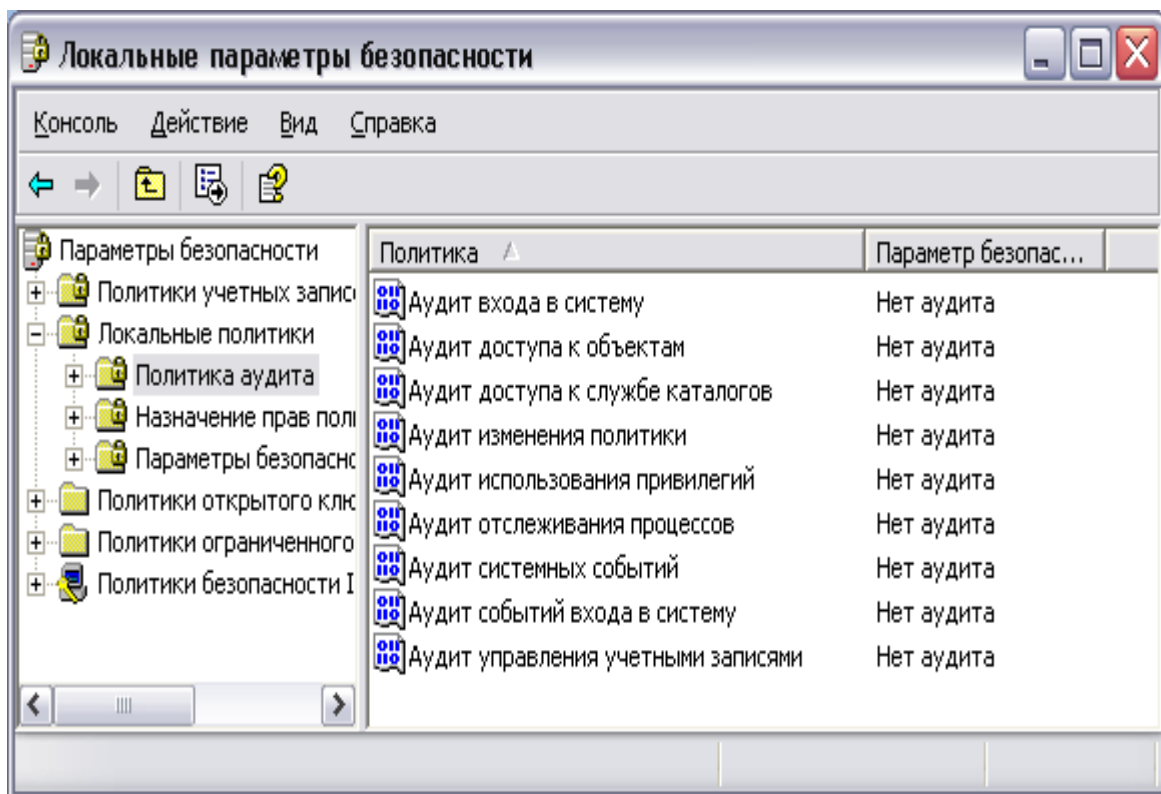 Локальные параметры безопасности
Консоль Действие Вид Справка
Параметры безопасности
Политики учетных запис
Локальные политики
Политика аудита
Назначение прав пол
Параметры безопасно
Политики открытого клю
Политики ограниченного
Политики безопасности I
Политика Параметр безопас...
Аудит входа в систему Нет аудита
Аудит доступа к объектам Нет аудита
Аудит доступа к службе каталогов Нет аудита
Аудит изменения политики Нет аудита
Аудит использования привилегий Нет аудита
Аудит отслеживания процессов Нет аудита
Аудит системных событий Нет аудита
Аудит событий входа в систему Нет аудита
Аудит управления учетными записями Нет аудита